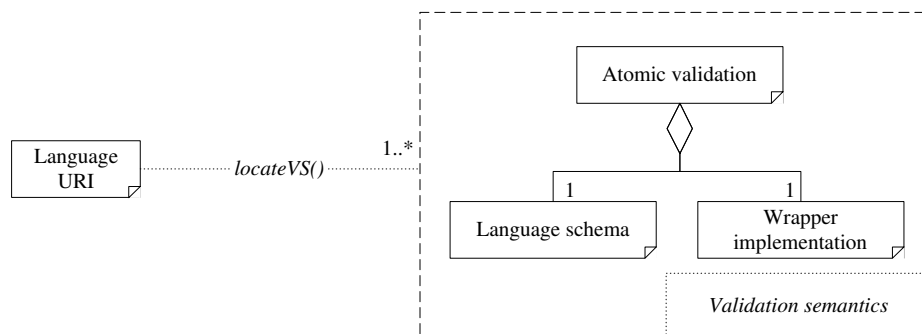 Atomic validation
Language
URI
locateVS()
1..*
1
1
Language schema
Wrapper
implementation
Validation semantics